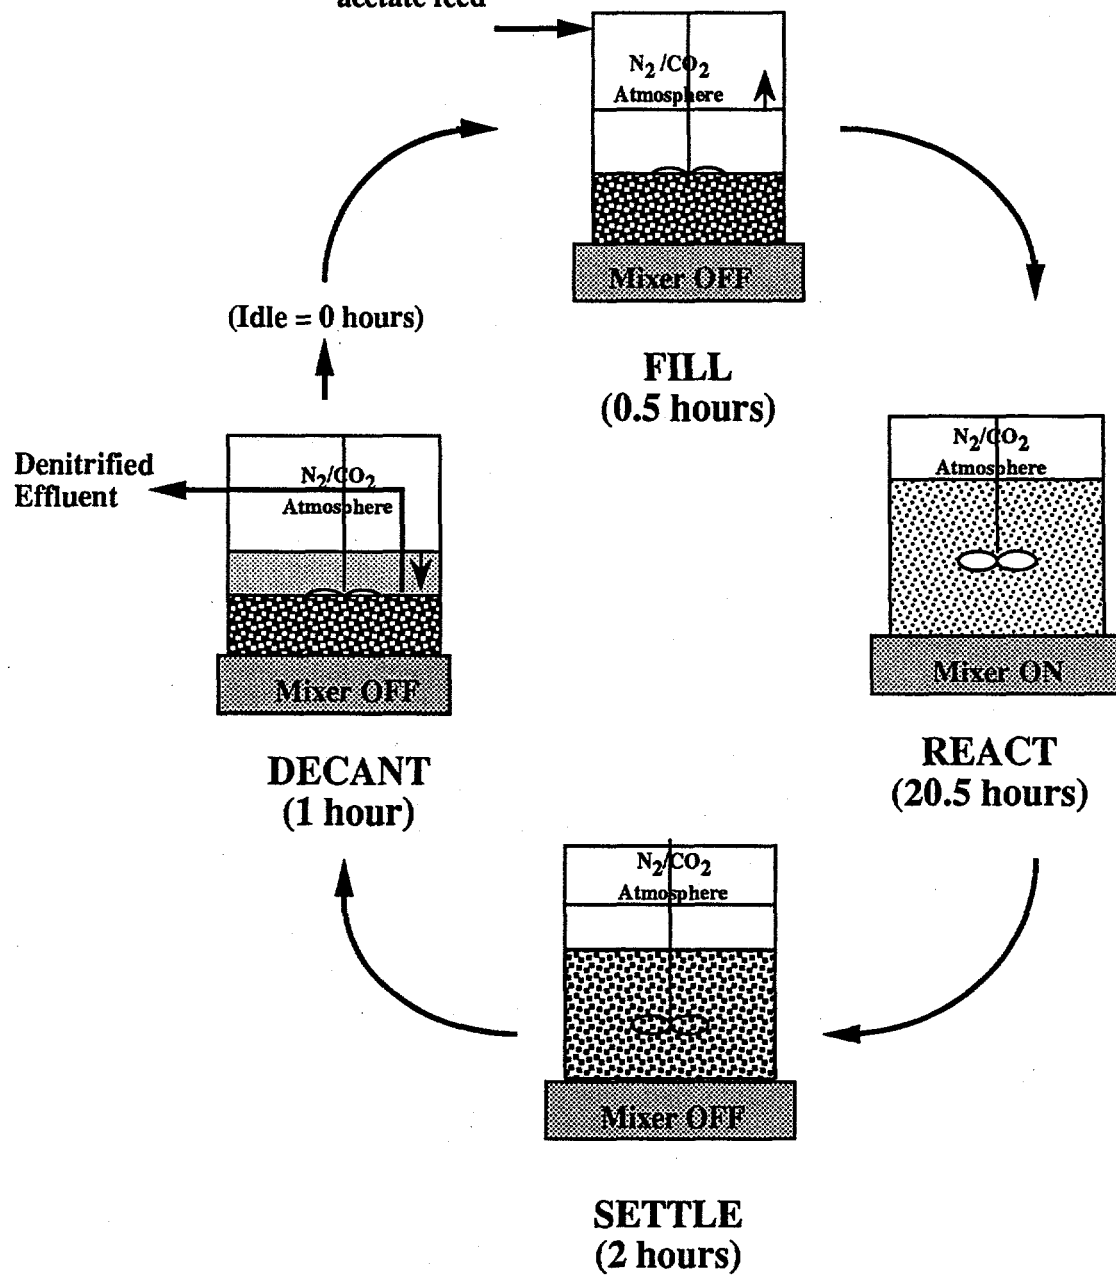 acetate feed
N2/CO2
Atmosphere
Mixer OFF
FILL
(0.5 hours)
(Idle = 0 hours)
N2/CO2
Atmosphere
Mixer ON
REACT
(20.5 hours)
Denitrified
Effluent
N2/CO2
Atmosphere
Mixer OFF
DECANT
(1 hour)
N2/CO2
Atmosphere
Mixer OFF
SETTLE
(2 hours)